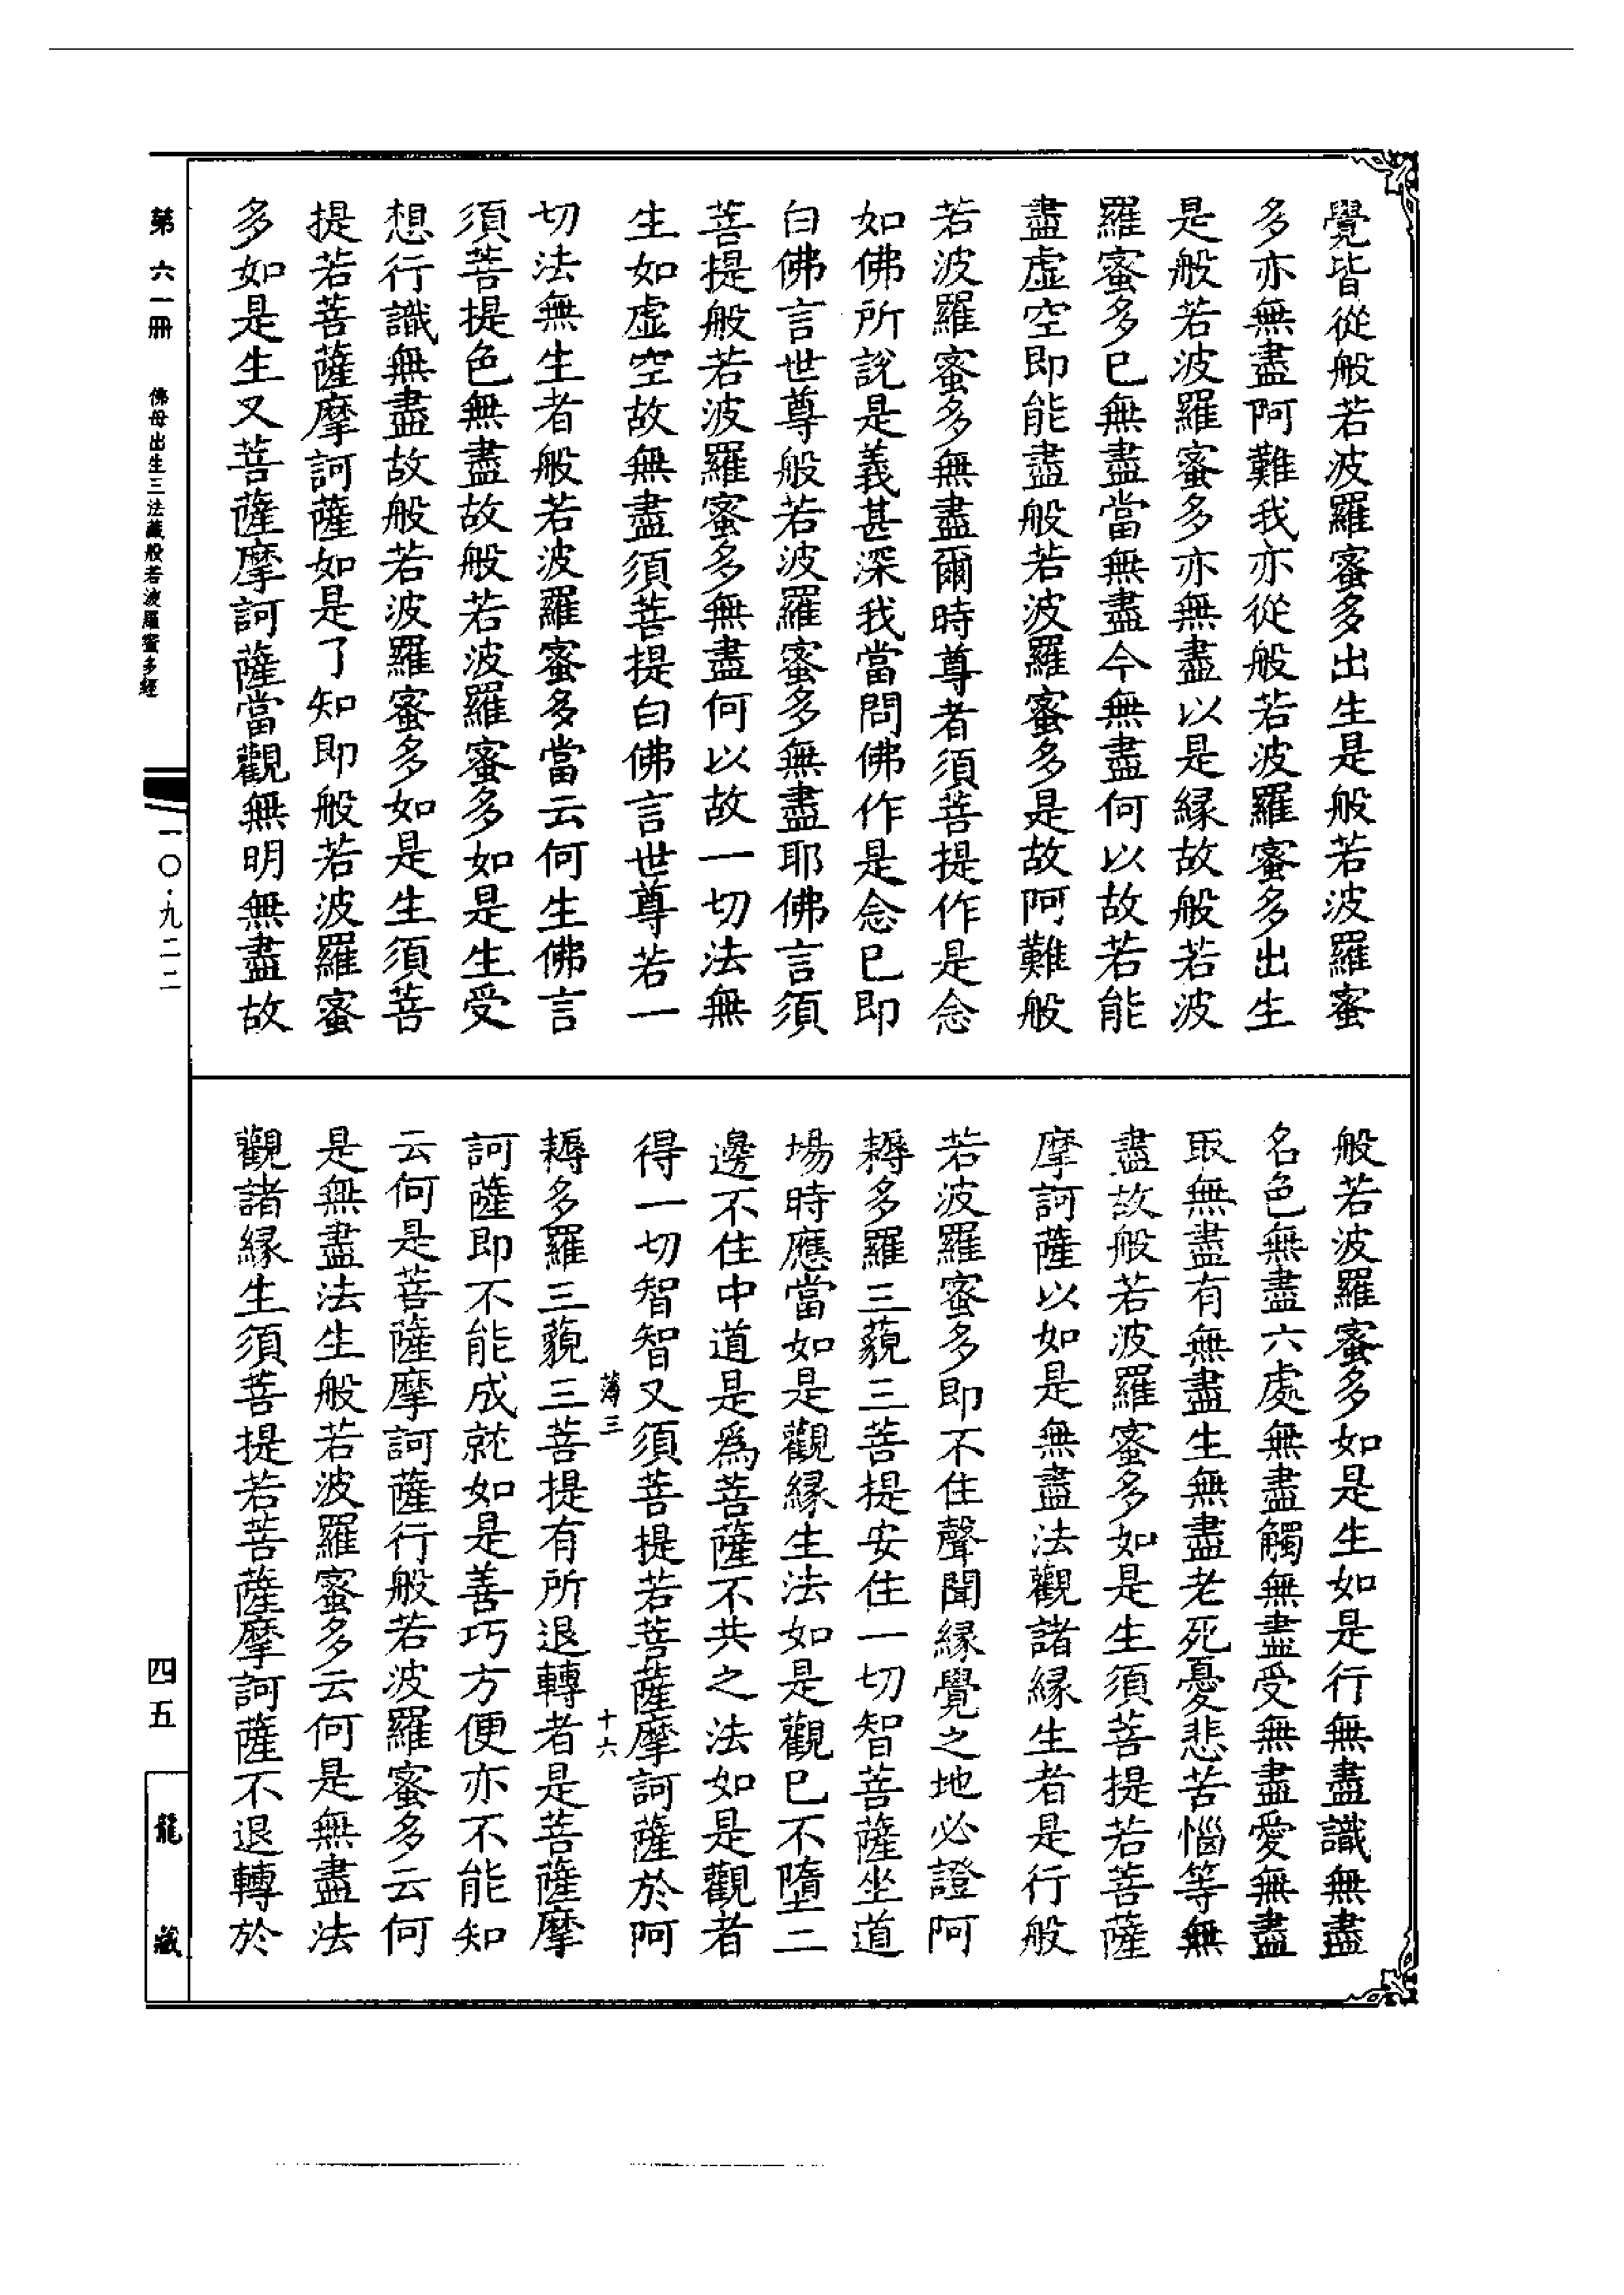 覺皆從般若波羅蜜多出生是般若波羅蜜
多亦無盡阿難我亦從般若波羅蜜多出生
是般若波羅蜜多亦無盡以是緣故般若波
羅蜜多已無盡當無盡今無盡何以故若能
盡虛空即能盡般若波羅蜜多是故阿難般
若波羅蜜多無盡爾時尊者須菩提作是念
如佛所說是義甚深我當問佛作是念已即
白佛言世尊般若波羅蜜多無盡耶佛言須
菩提般若波羅蜜多無盡何以故一切法無
生如虛空故無盡須菩提白佛言世尊若一
切法無生者般若波羅蜜多當云何生佛言
須菩提色無盡故般若波羅蜜多如是生受
想行識無盡故般若波羅蜜多如是生須菩
提若菩薩摩訶薩如是了知即般若波羅蜜
多如是生又菩薩摩訶薩當觀無明無盡故
般若波羅蜜多如是生如是行無盡識無盡
名色無盡六處無盡觸無盡受無盡愛無盡
取無盡有無盡生無盡老死憂悲苦惱等無
盡故般若波羅蜜多如是生須菩提若菩薩
摩訶薩以如是無盡法觀諸緣生者是行般
若波羅蜜多即不住聲聞緣覺之地必證阿
耨多羅三藐三菩提安住一切智智菩薩坐道
場時應當如是觀緣生法如是觀已不墮二
邊不住中道是為菩薩不共之法如是觀者
得一切智智又須菩提若菩薩摩訶薩於阿
薄三 十六
耨多羅三藐三菩提有所退轉者是菩薩摩
訶薩即不能成就如是善巧方便亦不能知
云何是菩薩摩訶薩行般若波羅蜜多云何
是無盡法生般若波羅蜜多云何是無盡法
觀諸緣生須菩提若菩薩摩訶薩不退轉於
第六一冊 佛母出生三法藏般若波羅蜜多經
一〇·九二二
四五
龍藏